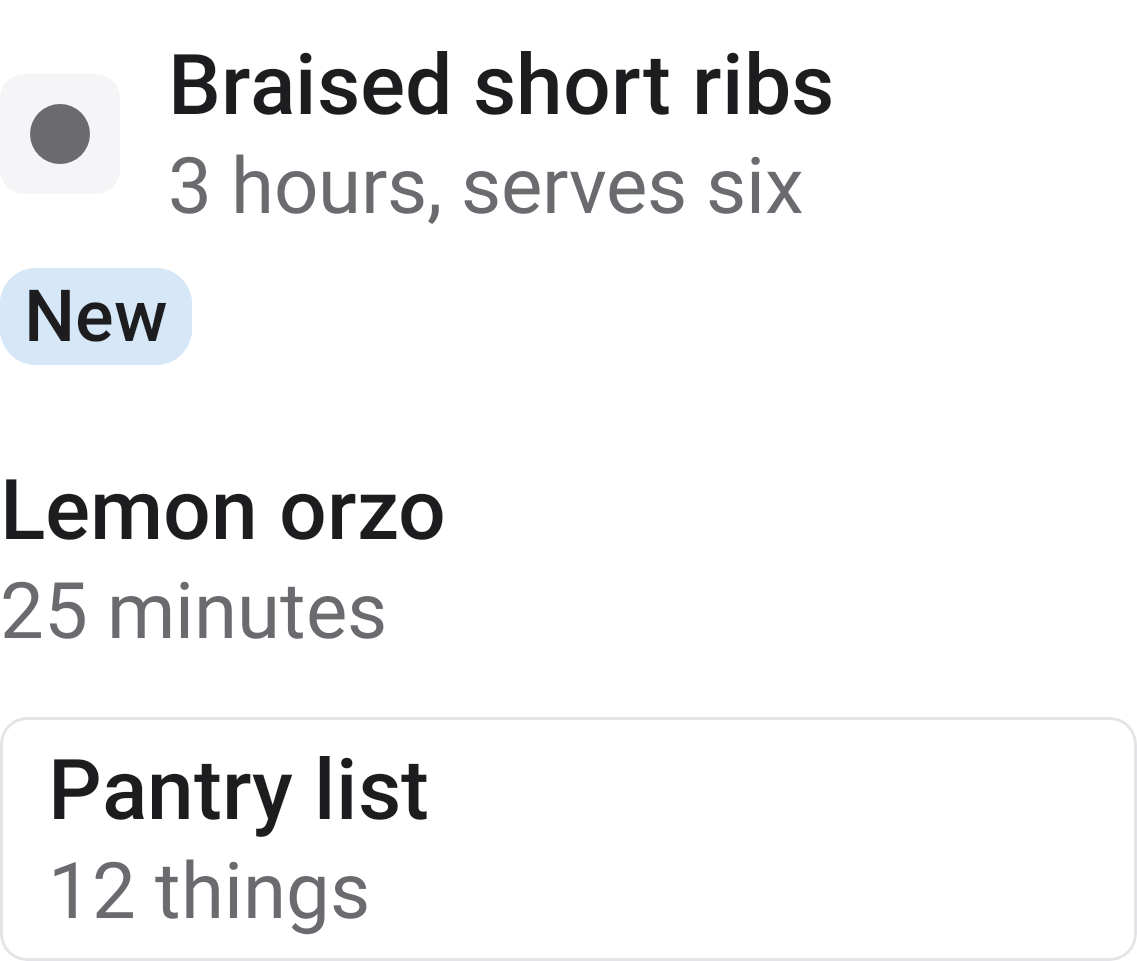 Braised short ribs
3 hours, serves six
New
Lemon orzo
25 minutes
Pantry list
12 things